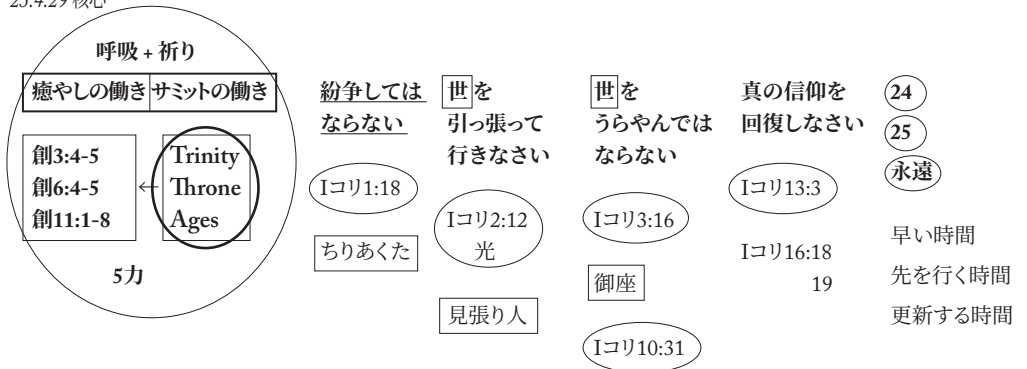 25.4.29 核心
呼吸 + 祈り
癒やしの働き サミットの働き
創3:4-5
創6:4-5
創11:1-8
←
Trinity
Throne
Ages
5力
紛争しては
ならない
Iコリ1:18
ちりあくた
世を
引っ張って
行きなさい
Iコリ2:12
光
見張り人
世を
うらやんでは
ならない
Iコリ3:16
御座
Iコリ10:31
真の信仰を
回復しなさい
Iコリ13:3
Iコリ16:18
19
24
25
永遠
早い時間
先を行く時間
更新する時間